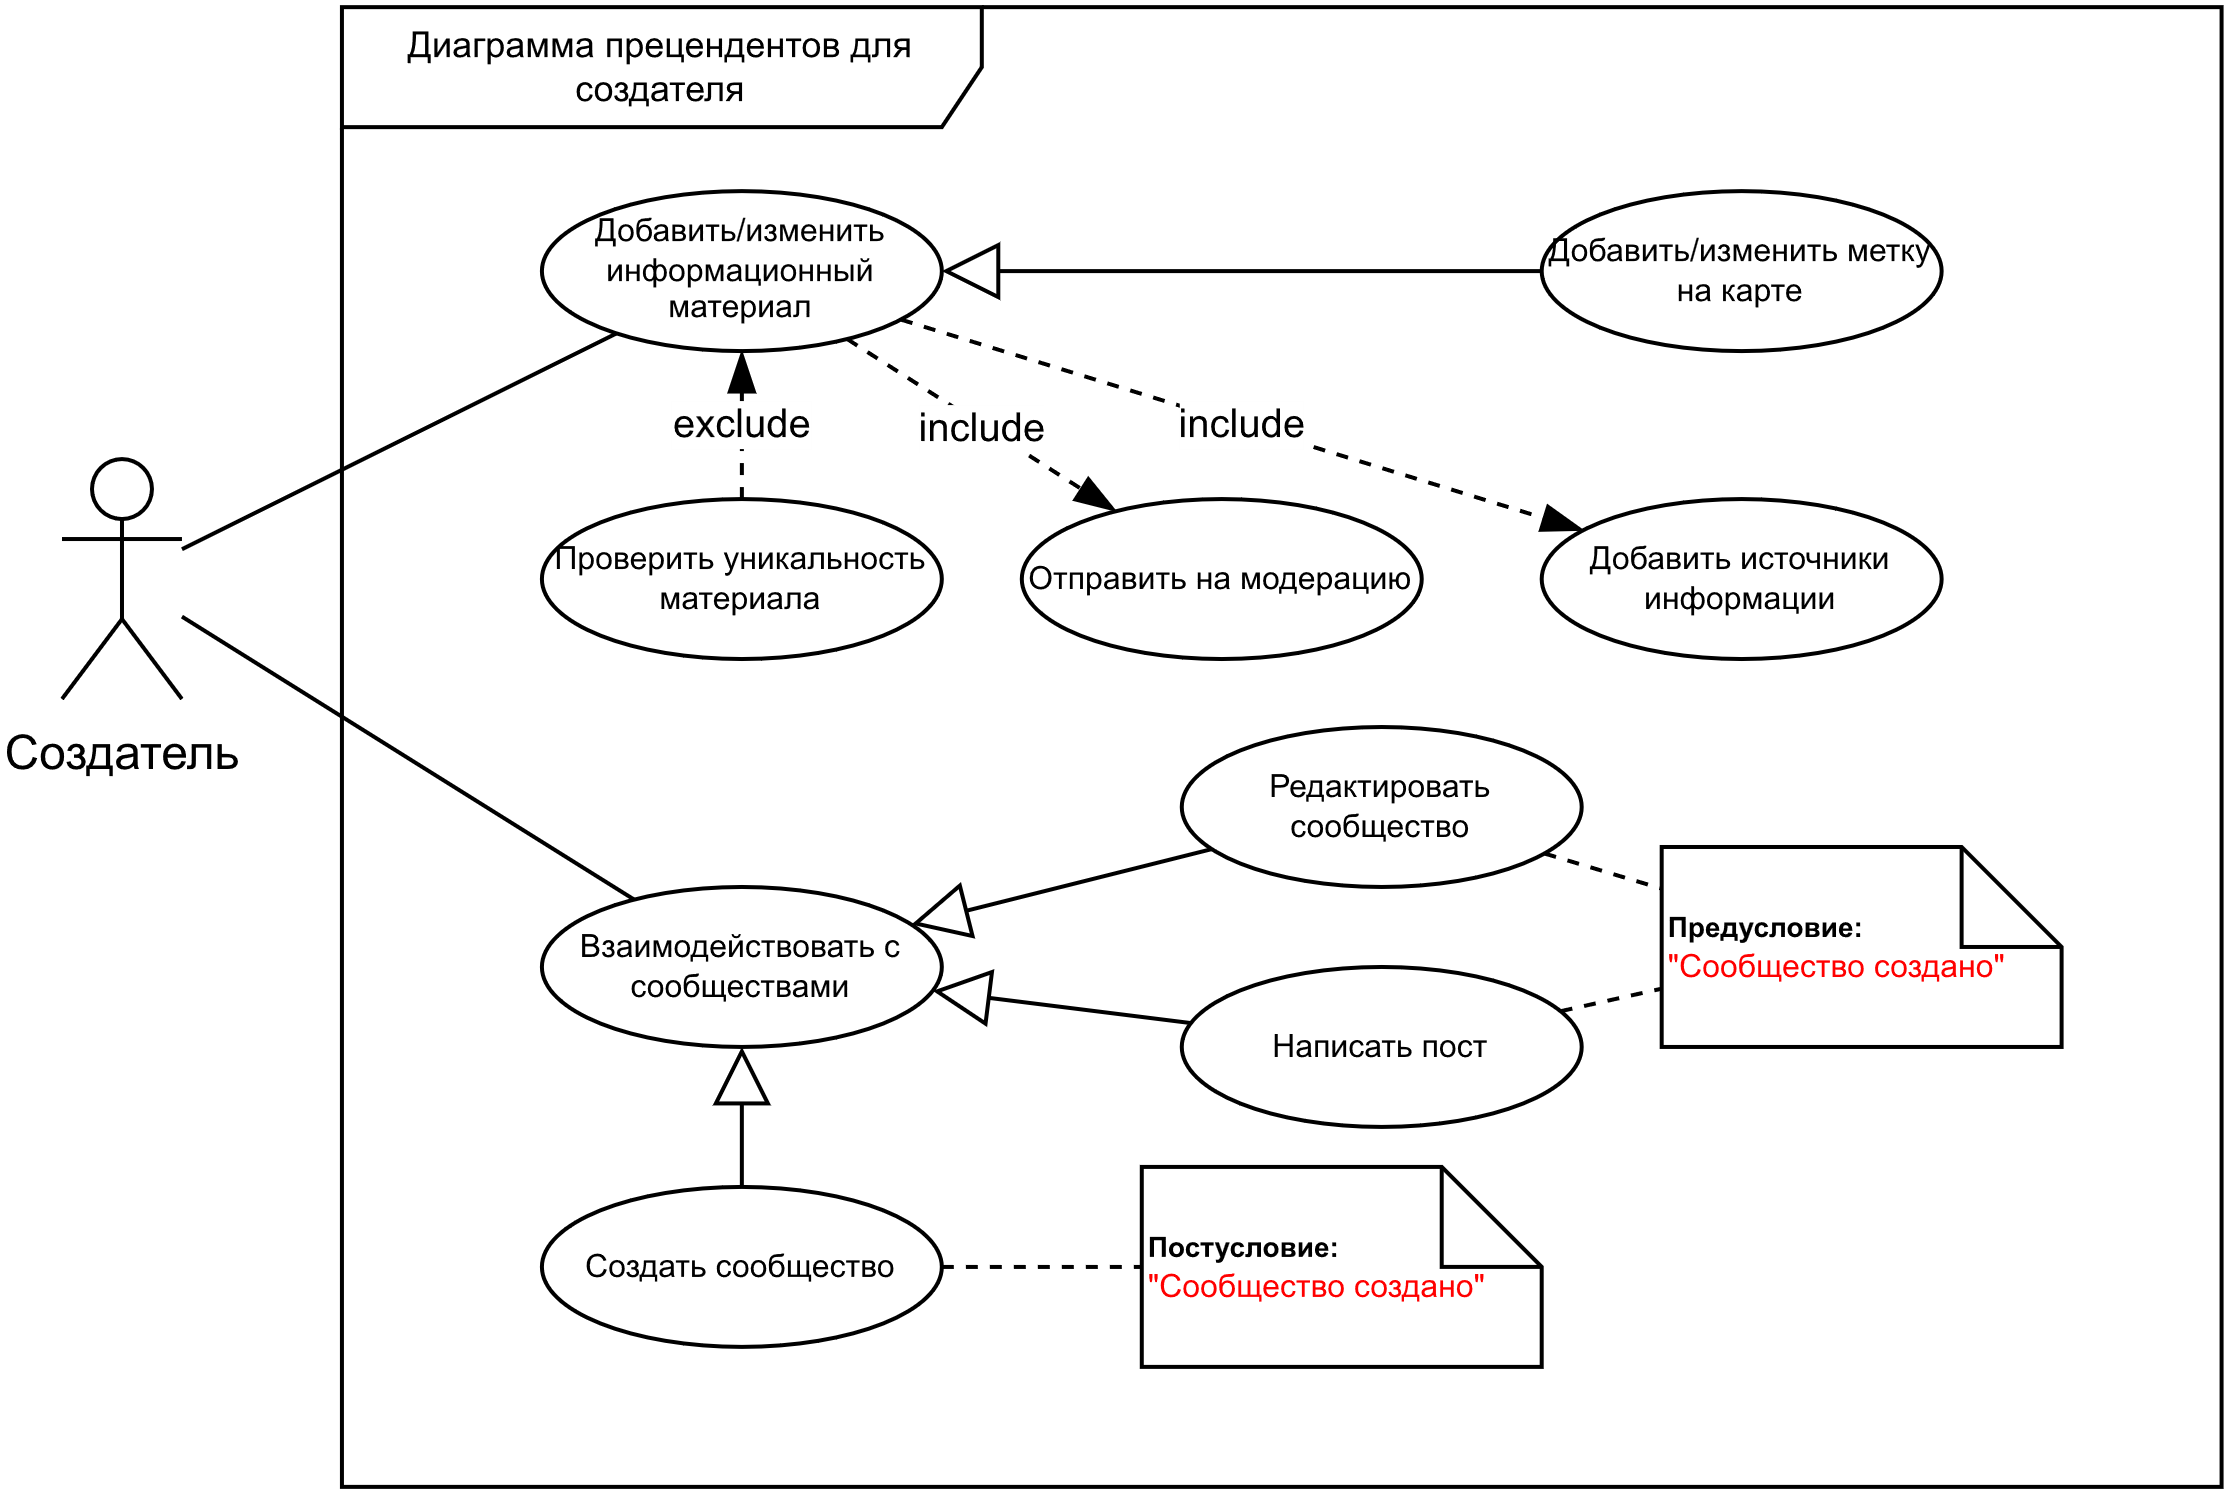 Диаграмма прецендентов для
создателя
Добавить/изменить
информационный
материал
Добавить/изменить метку
на карте
exclude
include
include
Проверить уникальность
материала
Отправить на модерацию
Добавить источники
информации
Создатель
Редактировать
сообщество
Предусловие:
"Сообщество создано"
Взаимодействовать с
сообществами
Написать пост
Создать сообщество
Постусловие:
"Сообщество создано"